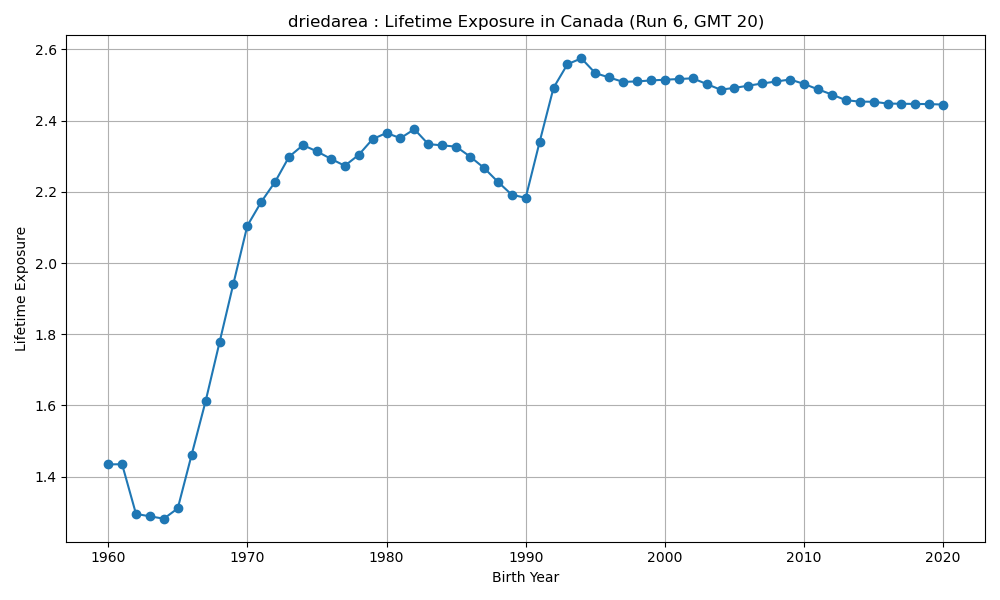 driedarea : Lifetime Exposure in Canada (Run 6, GMT 20)
Lifetime Exposure
2.6
2.4
2.2
2.0
1.8
1.6
1.4
1960 1970 1980 1990 2000 2010 2020
Birth Year